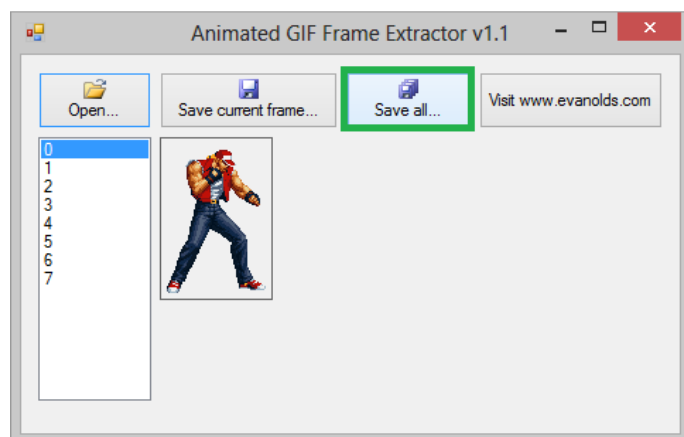 Animated GIF Frame Extractor v1.1
Open...
Save current frame...
Save all...
Visit www.evanolds.com
0
1
2
3
4
5
6
7